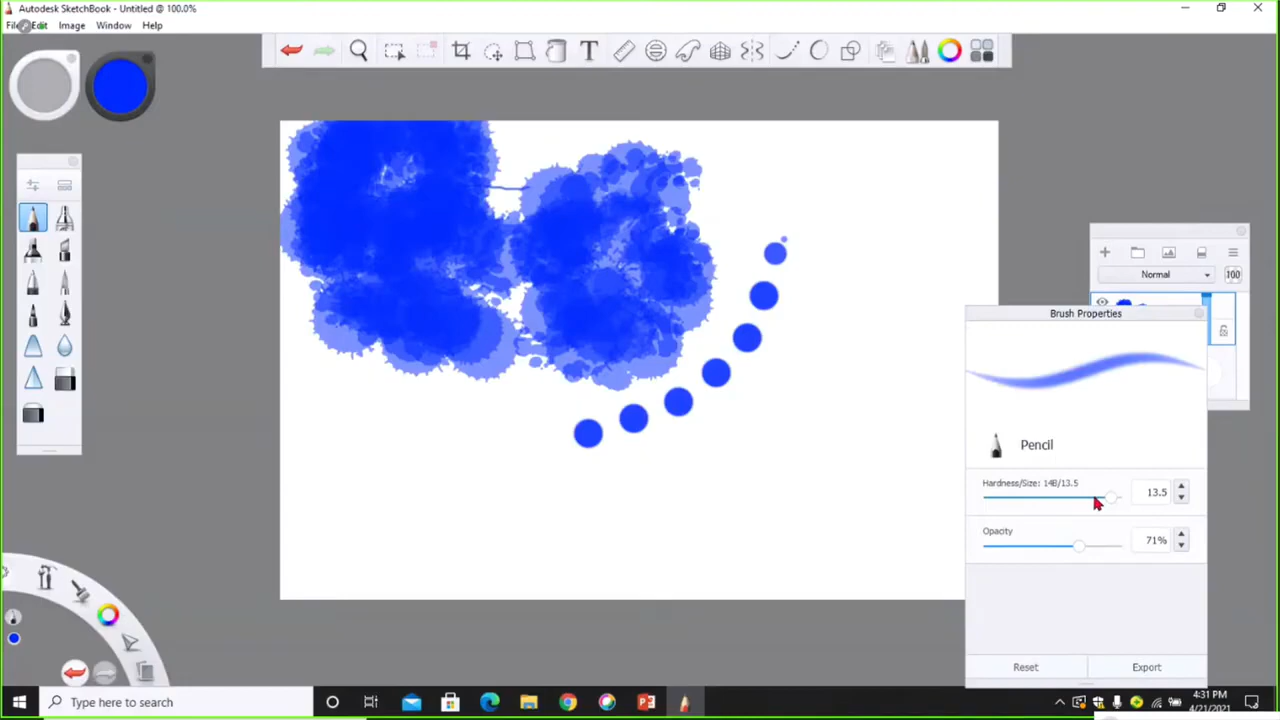 Autodesk SketchBook - Untitled @ 100.0%
File Edit Image Window Help
T
Normal
100
Brush Properties
Pencil
Hardness/Size: 14B/13.5
13.5
Opacity
71%
Reset
Export
Type here to search
4:31 PM
4/21/2021